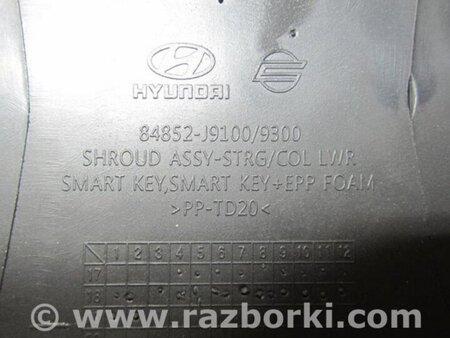 HYUNDAI
84852-J9100/9300
SHROUD ASSY-STRG/COL LWR
SMART KEY,SMART KEY+EPP FOAM
>PP-TD20<
1 2 3 4 5 6 7 8 9 10 11 12
17
18
© www.razborki.com